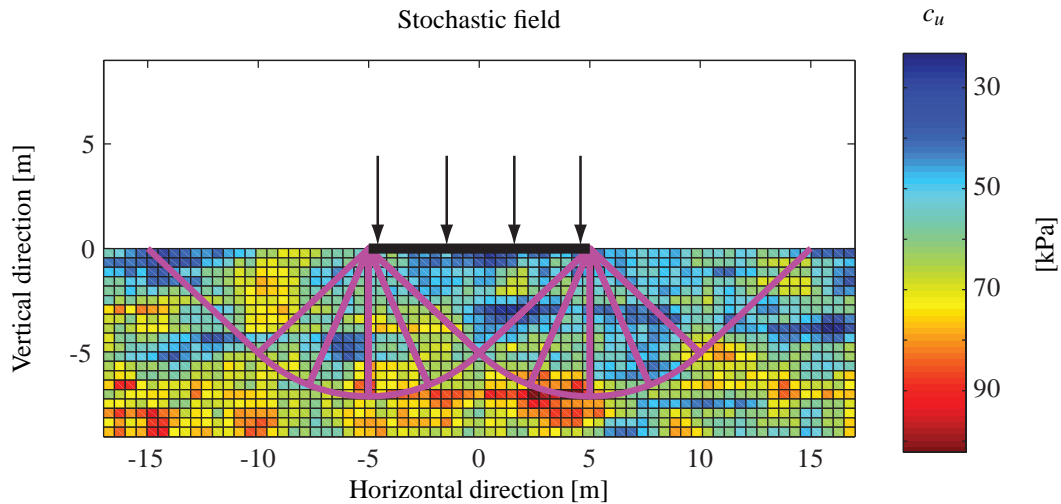 Stochastic field
c_u
Vertical direction [m]
5
0
-5
-15
-10
-5
0
5
10
15
Horizontal direction [m]
30
50
70
90
[kPa]